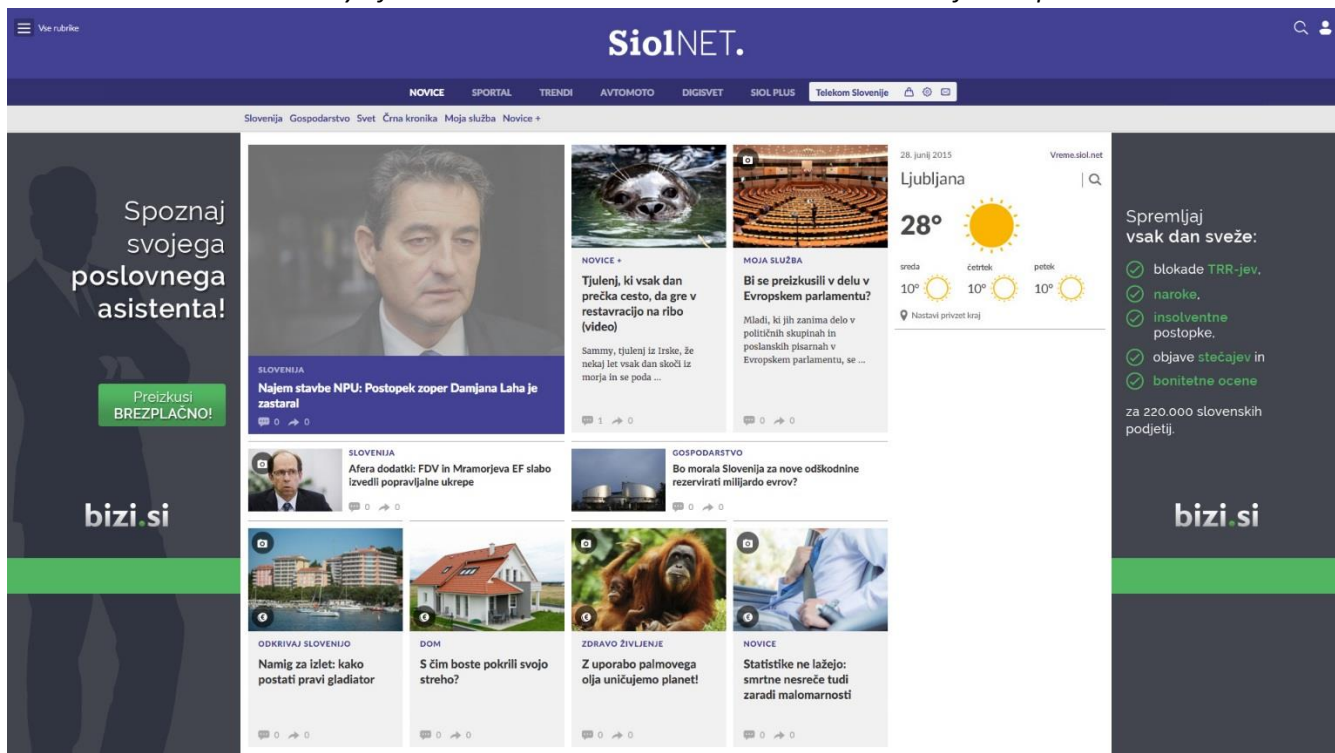 Vse rubrike
SiolNET.
NOVICE SPORTAL TRENDI AVTOMOTO DIGISVET SIOL PLUS Telekom Slovenije
Slovenija Gospodarstvo Svet Črna kronika Moja služba Novice +
Spoznaj
svojega
poslovnega
asistenta!
Preizkusi
BREZPLAČNO!
bizi.si
SLOVENIJA
Najem stavbe NPU: Postopek zoper Damjana Laha je
zastaral
0 0
NOVICE +
Tjulenj, ki vsak dan
prečka cesto, da gre v
restavracijo na ribo
(video)
Sammy, tjulenj iz Irske, že
nekaj let vsak dan skoči iz
morja in se poda ...
1 0
MOJA SLUŽBA
Bi se preizkusili v delu v
Evropskem parlamentu?
Mladi, ki jih zanima delo v
političnih skupinah in
poslanskih pisarnah v
Evropskem parlamentu, se ...
0 0
28. junij 2015 Vreme.siol.net
Ljubljana
28°
sreda četrtek petek
10° 10° 10°
Nastavi privzet kraj
SLOVENIJA
Afera dodatki: FDV in Mramorjeva EF slabo
izvedli popravljalne ukrepe
0 0
GOSPODARSTVO
Bo morala Slovenija za nove odškodnine
rezervirati milijardo evrov?
0 0
ODKRIVAJ SLOVENIJO
Namig za izlet: kako
postati pravi gladiator
0 0
DOM
S čim boste pokrili svojo
streho?
0 0
ZDRAVO ŽIVLJENJE
Z uporabo palmovega
olja uničujemo planet!
0 0
NOVICE
Statistike ne lažejo:
smrtne nesreče tudi
zaradi malomarnosti
0 0
Spremljaj
vsak dan sveže:
blokade TRR-jev,
naroke,
insolventne
postopke,
objave stečajev in
bonitetne ocene
za 220.000 slovenskih
podjetij.
bizi.si